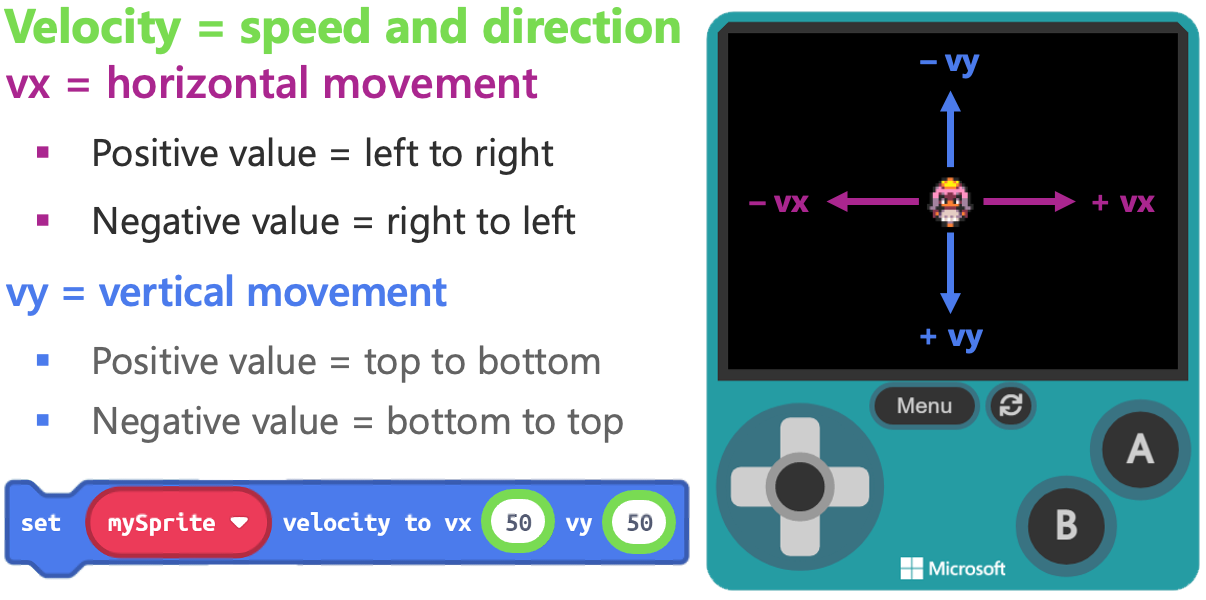 Velocity = speed and direction
vx = horizontal movement
▪ Positive value = left to right
▪ Negative value = right to left
vy = vertical movement
▪ Positive value = top to bottom
▪ Negative value = bottom to top
set mySprite velocity to vx 50 vy 50
– vy
– vx
+ vx
+ vy
Menu
A
B
Microsoft